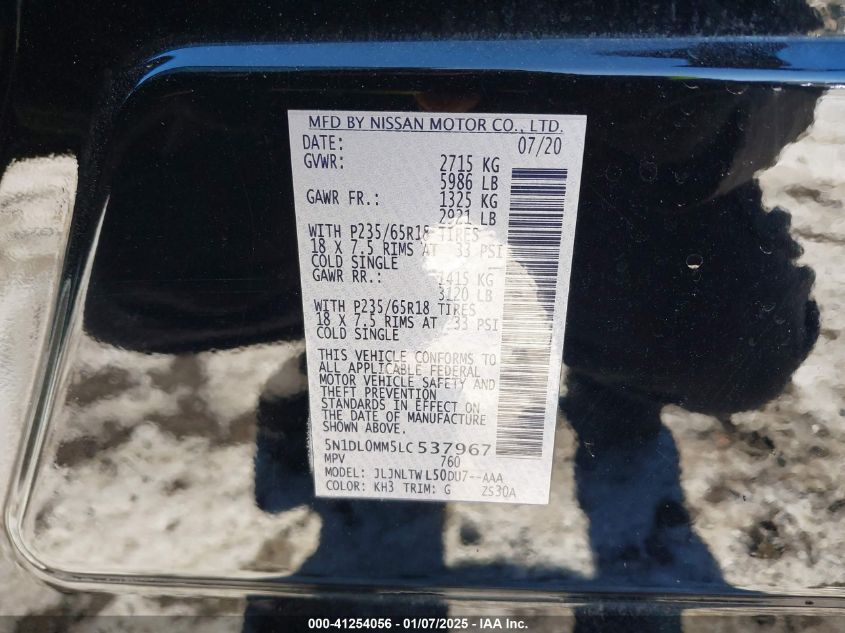 MFD BY NISSAN MOTOR CO., LTD.
DATE: 07/20
GVWR: 2715 KG
5986 LB
GAWR FR.: 1325 KG
2921 LB
WITH P235/65R18 TIRES
18 X 7.5 RIMS AT 33 PSI
COLD SINGLE
GAWR RR.: 1415 KG
3120 LB
WITH P235/65R18 TIRES
18 X 7.5 RIMS AT 233 PSI
COLD SINGLE
THIS VEHICLE CONFORMS TO
ALL APPLICABLE FEDERAL
MOTOR VEHICLE SAFETY AND
THEFT PREVENTION
STANDARDS IN EFFECT ON
THE DATE OF MANUFACTURE
SHOWN ABOVE.
5N1DL0MM5LC537967
MPV 760
MODEL: JLJNLTWL50DU7--AAA
COLOR: KH3 TRIM: G ZS30A
000-41254056 — 01/07/2025 — IAA Inc.